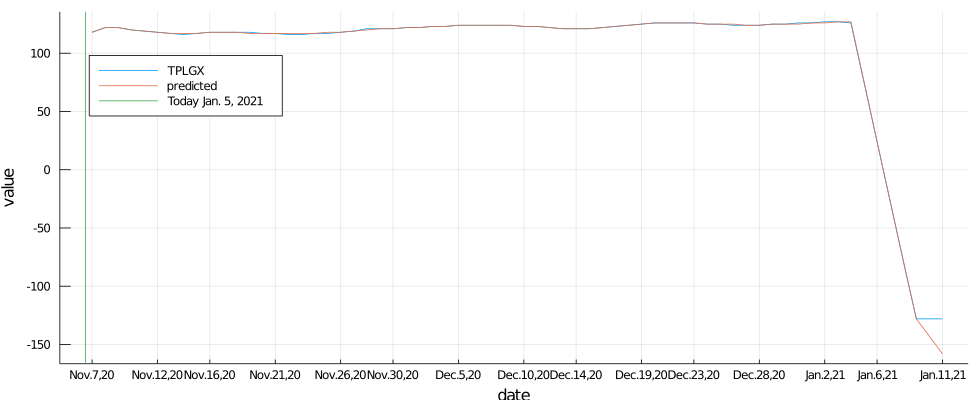 100
50
0
-50
-100
-150
value
TPLGX
predicted
Today Jan. 5, 2021
Nov.7,20 Nov.12,20 Nov.16,20 Nov.21,20 Nov.26,20 Nov.30,20 Dec.5,20 Dec.10,20 Dec.14,20 Dec.19,20 Dec.23,20 Dec.28,20 Jan.2,21 Jan.6,21 Jan.11,21
date